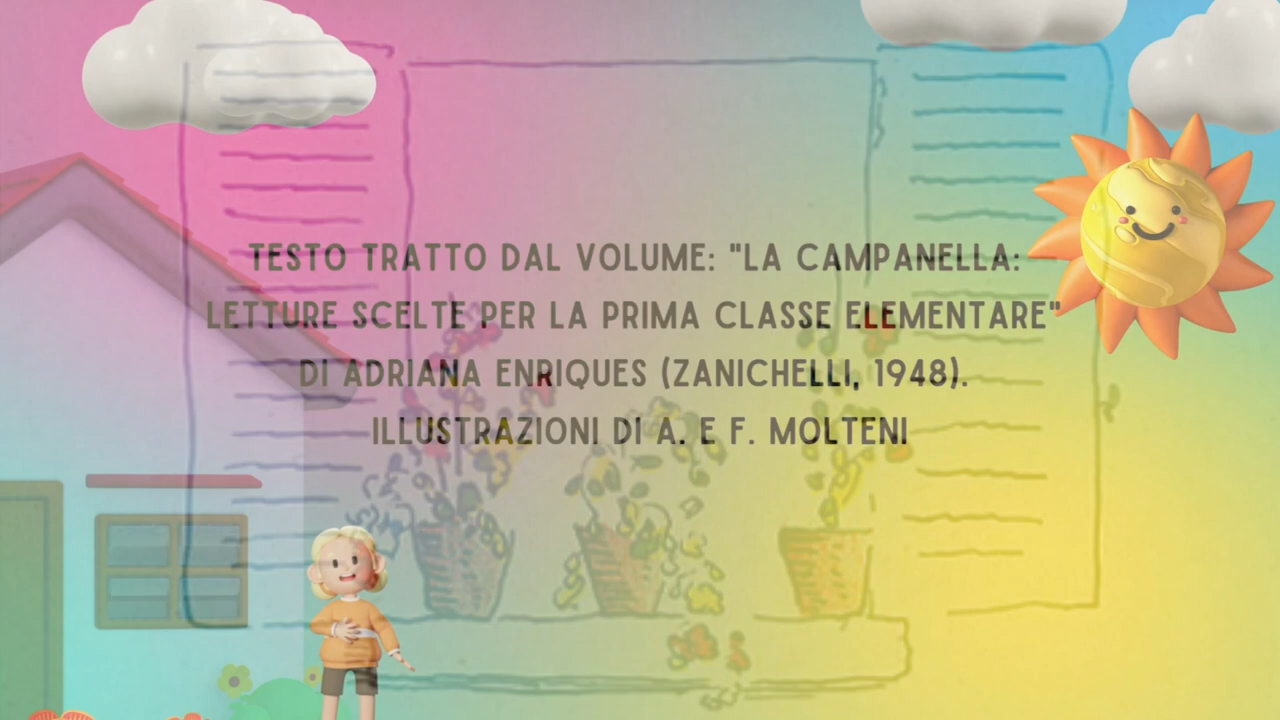 TESTO TRATTO DAL VOLUME: "LA CAMPANELLA:
LETTURE SCELTE PER LA PRIMA CLASSE ELEMENTARE"
DI ADRIANA ENRIQUES (ZANICHELLI, 1948).
ILLUSTRAZIONI DI A. E F. MOLTENI